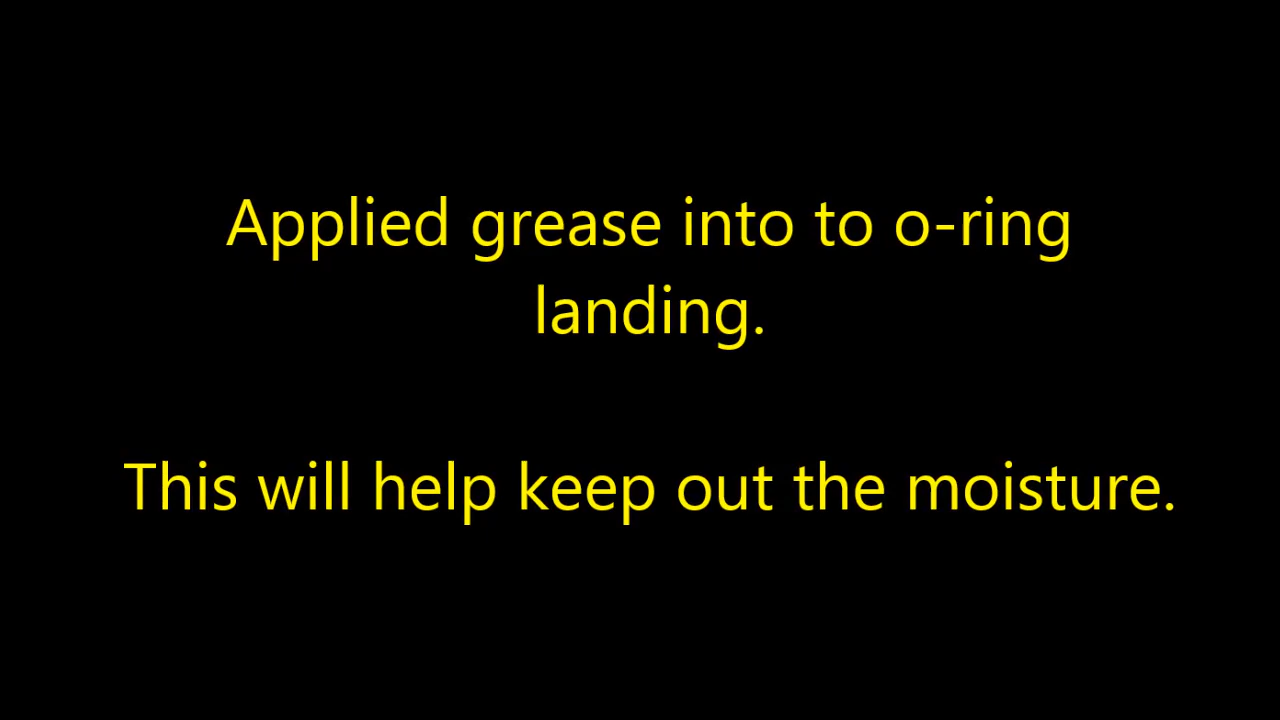 Applied grease into to o-ring
landing.
This will help keep out the moisture.